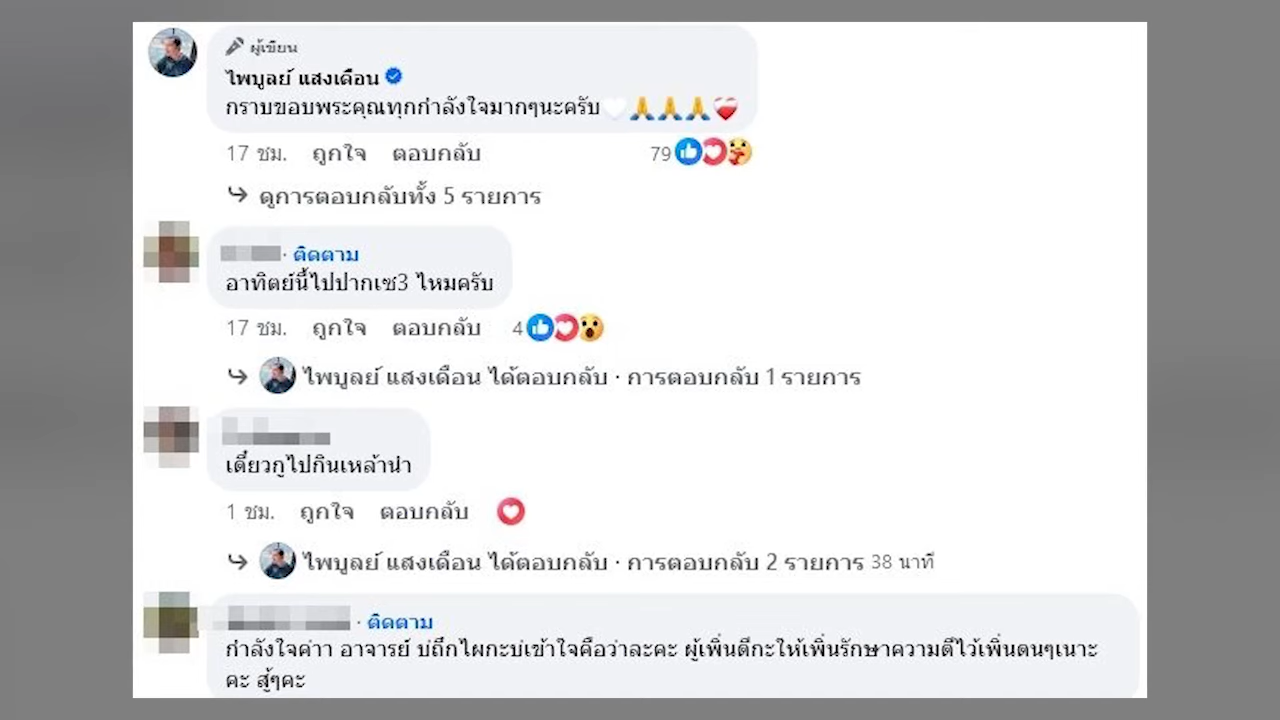 ผู้เขียน
ไพบูลย์ แสงเดือน
กราบขอบพระคุณทุกกำลังใจมากๆนะครับ🤍🙏🙏🙏❤️‍🩹
17 ชม. ถูกใจ ตอบกลับ 79
ดูการตอบกลับทั้ง 5 รายการ
· ติดตาม
อาทิตย์นี้ไปปากเซ3 ไหมครับ
17 ชม. ถูกใจ ตอบกลับ 4
ไพบูลย์ แสงเดือน ได้ตอบกลับ · การตอบกลับ 1 รายการ
เดี๋ยวกูไปกินเหล้านำ
1 ชม. ถูกใจ ตอบกลับ
ไพบูลย์ แสงเดือน ได้ตอบกลับ · การตอบกลับ 2 รายการ 38 นาที
· ติดตาม
กำลังใจค่าา อาจารย์ บ่ถึกไผกะบ่เข้าใจคือว่าละคะ ผู้เพิ่นดีกะให้เพิ่นรักษาความดีไว้เพิ่นดนๆเนาะ
คะ สู้ๆคะ